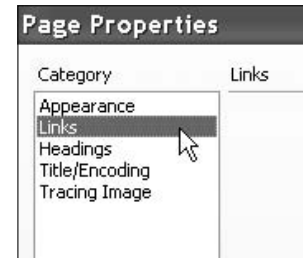 Page Properties
Category
Links
Appearance
Links
Headings
Title/Encoding
Tracing Image